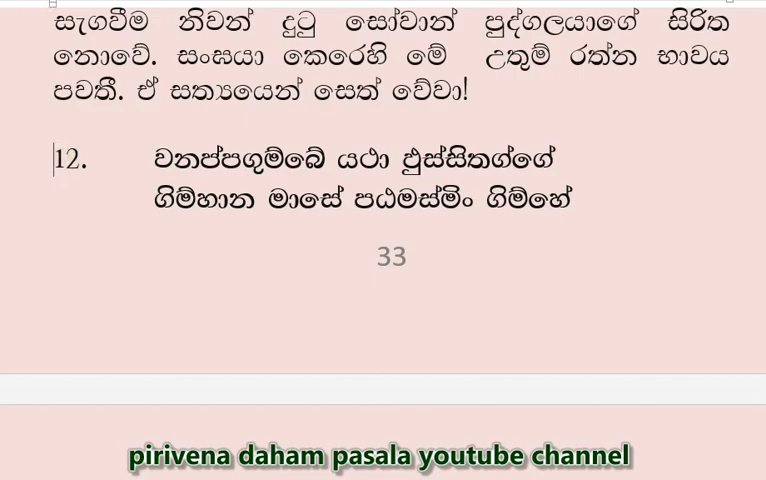 සැගවීම නිවන් දුටු සෝවාන් පුද්ගලයාගේ සිරිත
නොවේ. සංඝයා කෙරෙහි මේ උතුම් රත්න භාවය
පවතී. ඒ සත්‍යයෙන් සෙත් වේවා!
12. වනප්පගුම්බේ යථා ඵුස්සිතග්ගේ
ගිම්හාන මාසේ පඨමස්මිං ගිම්හේ
33
pirivena daham pasala youtube channel